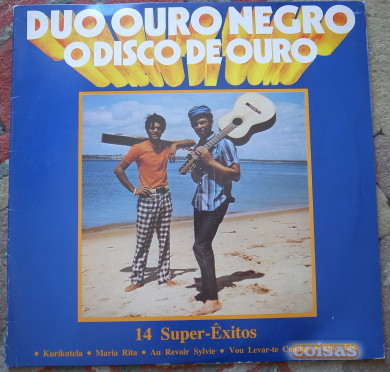 DUO OURO NEGRO
O DISCO DE OURO
14 Super-Êxitos
• Kurikutela • Maria Rita • Au Revoir Sylvie • Vou Levar-te
coisas